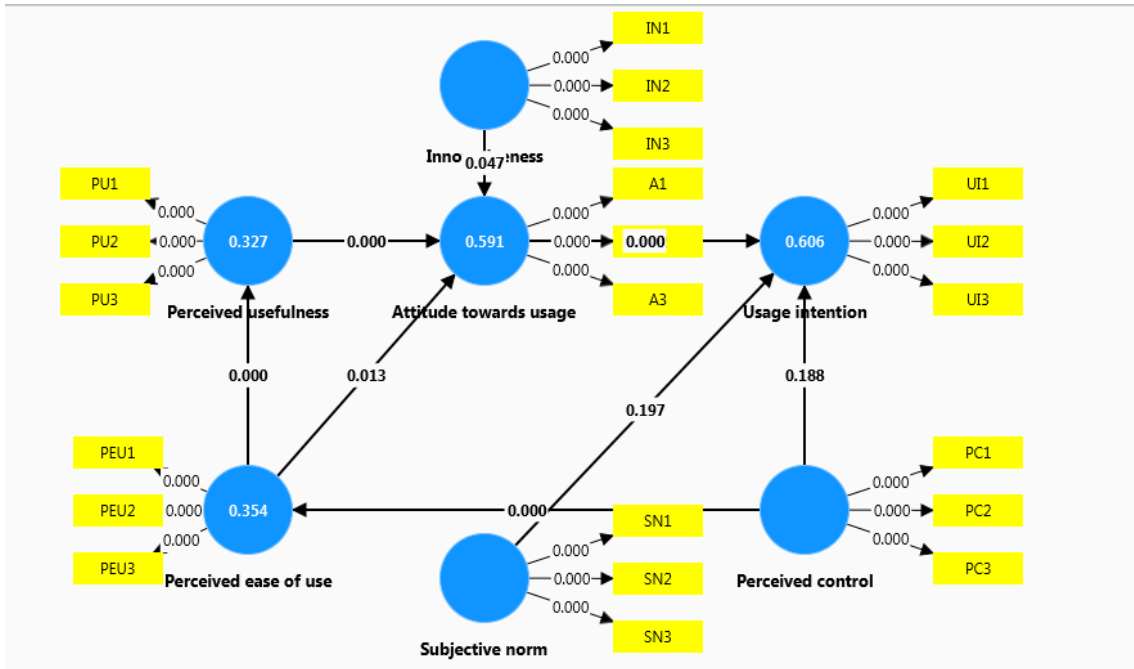 IN1
0.000
0.000
IN2
0.000
IN3
Inno
eness
0.047
PU1
0.000
PU2
0.000
PU3
0.000
0.327
Perceived usefulness
0.000
0.591
Attitude towards usage
A1
0.000
0.000
0.000
0.000
A3
0.606
Usage intention
UI1
0.000
0.000
UI2
0.000
UI3
0.000
0.013
0.197
0.188
PEU1
0.000
PEU2
0.000
PEU3
0.000
0.354
Perceived ease of use
0.000
SN1
0.000
0.000
SN2
0.000
SN3
Subjective norm
Perceived control
PC1
0.000
0.000
PC2
0.000
PC3